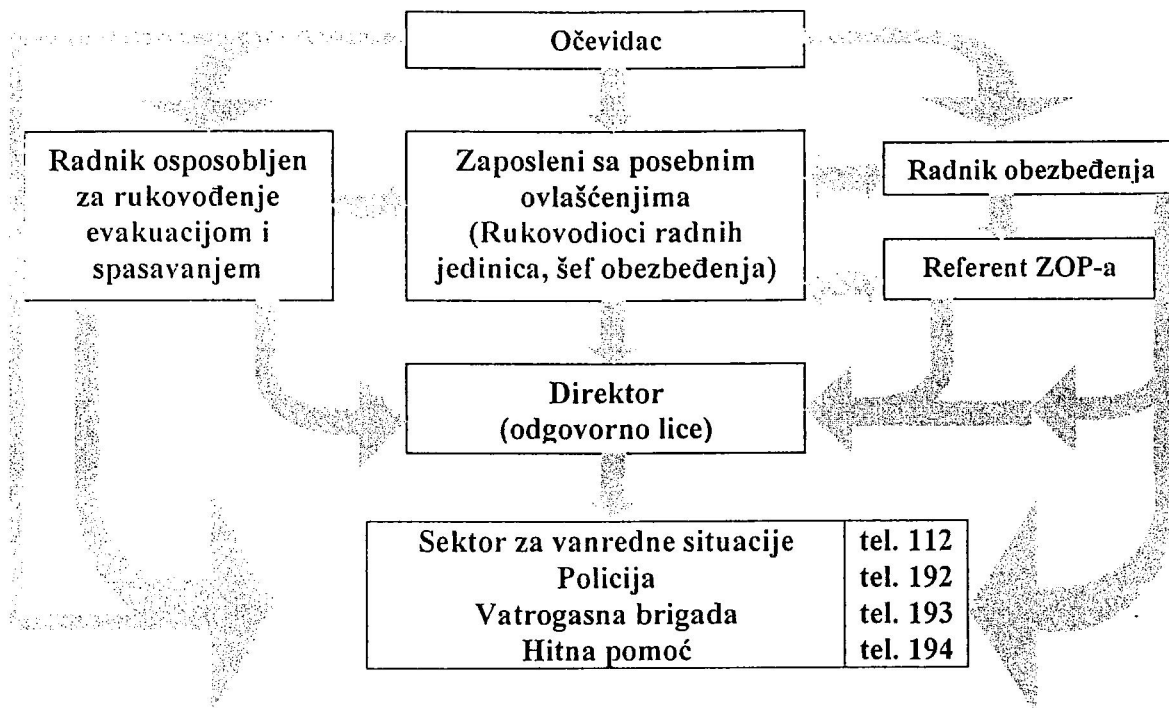 Očevidac
Radnik osposobljen
za rukovođenje
evakuacijom i
spasavanjem
Zaposleni sa posebnim
ovlašćenjima
(Rukovodioci radnih
jedinica, šef obezbeđenja)
Radnik obezbeđenja
Referent ZOP-a
Direktor
(odgovorno lice)
Sektor za vanredne situacije tel. 112
Policija tel. 192
Vatrogasna brigada tel. 193
Hitna pomoć tel. 194